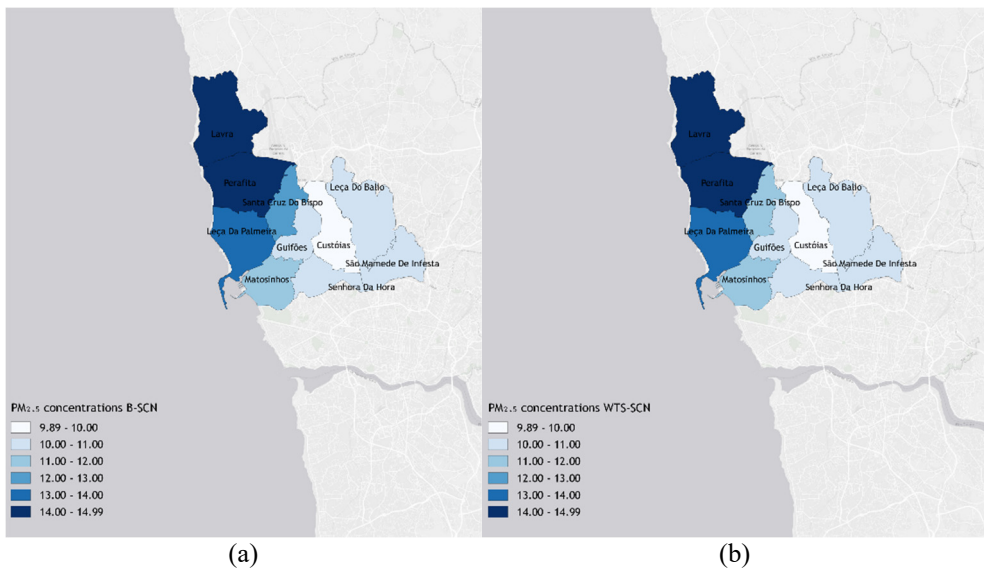 Lavra
Perafita
Santa Cruz Do Bispo
Leça Do Balio
Leça Da Palmeira
Guifões
Custóias
São Mamede De Infesta
Matosinhos
Senhora Da Hora
PM₂.₅ concentrations B-SCN
9.89 - 10.00
10.00 - 11.00
11.00 - 12.00
12.00 - 13.00
13.00 - 14.00
14.00 - 14.99
(a)
Lavra
Perafita
Santa Cruz Do Bispo
Leça Do Balio
Leça Da Palmeira
Guifões
Custóias
São Mamede De Infesta
Matosinhos
Senhora Da Hora
PM₂.₅ concentrations WTS-SCN
9.89 - 10.00
10.00 - 11.00
11.00 - 12.00
12.00 - 13.00
13.00 - 14.00
14.00 - 14.99
(b)